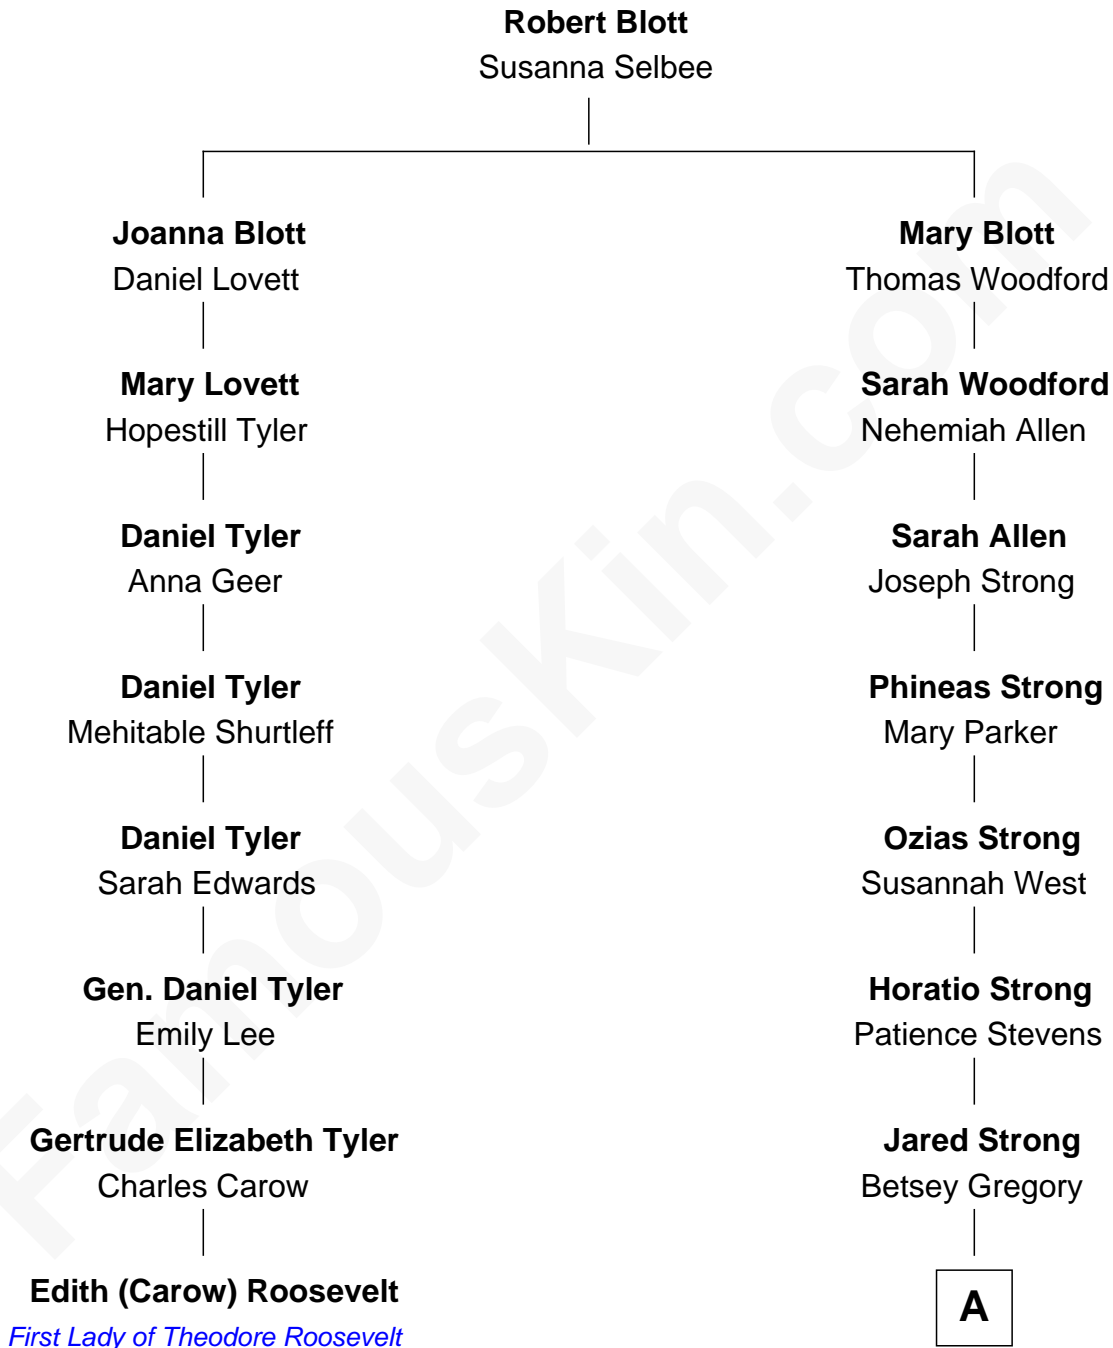 Robert Blott
Susanna Selbee
Joanna Blott
Daniel Lovett
Mary Blott
Thomas Woodford
Mary Lovett
Hopestill Tyler
Sarah Woodford
Nehemiah Allen
Daniel Tyler
Anna Geer
Sarah Allen
Joseph Strong
Daniel Tyler
Mehitable Shurtleff
Phineas Strong
Mary Parker
Daniel Tyler
Sarah Edwards
Ozias Strong
Susannah West
Gen. Daniel Tyler
Emily Lee
Horatio Strong
Patience Stevens
Gertrude Elizabeth Tyler
Charles Carow
Jared Strong
Betsey Gregory
Edith (Carow) Roosevelt
First Lady of Theodore Roosevelt
A
FamousKin.com